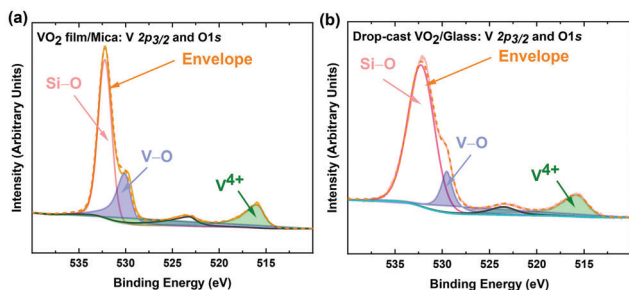 (a)
VO2 film/Mica: V 2p3/2 and O1s
Envelope
Si–O
V–O
V4+
Intensity (Arbitrary Units)
535 530 525 520 515
Binding Energy (eV)
(b)
Drop-cast VO2/Glass: V 2p3/2 and O1s
Envelope
Si–O
V–O
V4+
Intensity (Arbitrary Units)
535 530 525 520 515
Binding Energy (eV)